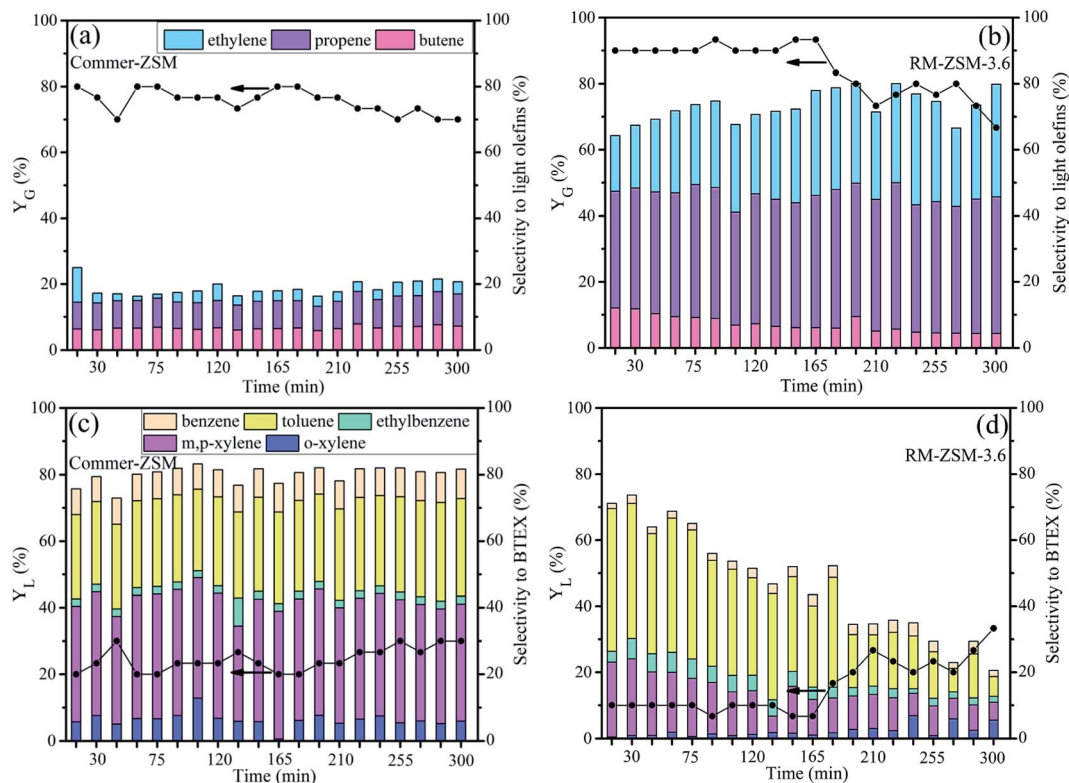 (a)
ethylene propene butene
Commer-ZSM
Y_G (%)
100
80
60
40
20
0
30 75 120 165 210 255 300
Time (min)
Selectivity to light olefins (%)
100
80
60
40
20
0
(b)
RM-ZSM-3.6
Y_G (%)
100
80
60
40
20
0
30 75 120 165 210 255 300
Time (min)
Selectivity to light olefins (%)
100
80
60
40
20
0
(c)
benzene toluene ethylbenzene
m,p-xylene o-xylene
Commer-ZSM
Y_L (%)
100
80
60
40
20
0
30 75 120 165 210 255 300
Time (min)
Selectivity to BTEX (%)
100
80
60
40
20
0
(d)
RM-ZSM-3.6
Y_L (%)
100
80
60
40
20
0
30 75 120 165 210 255 300
Time (min)
Selectivity to BTEX (%)
100
80
60
40
20
0